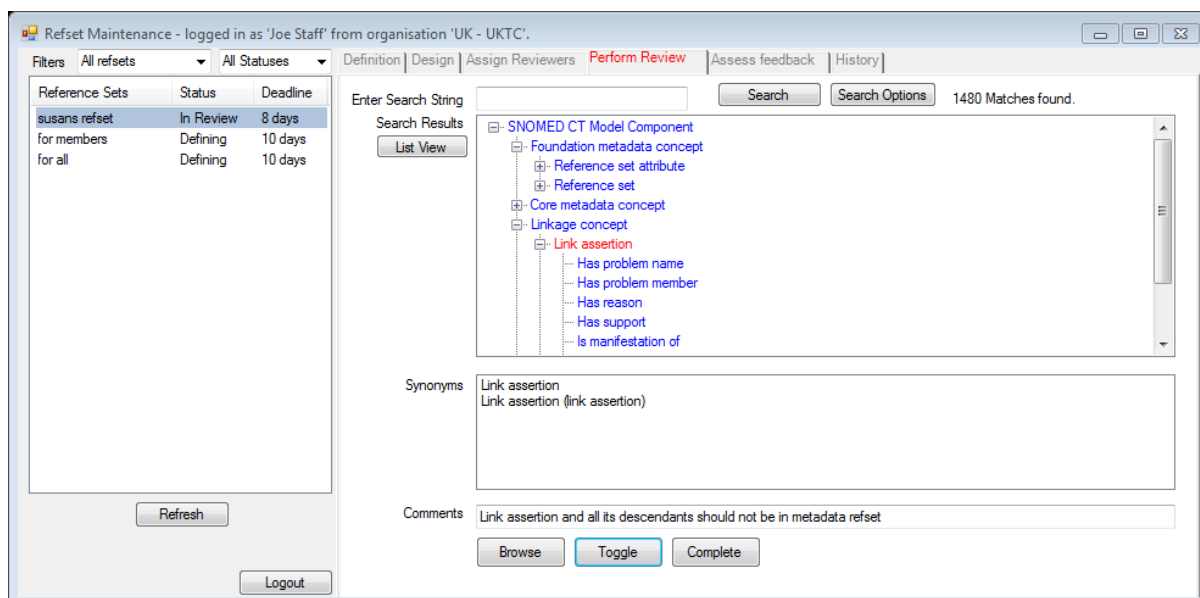 Refset Maintenance - logged in as 'Joe Staff' from organisation 'UK - UKTC'.
Filters All refsets All Statuses
Definition Design Assign Reviewers Perform Review Assess feedback History
Reference Sets Status Deadline
susans refset In Review 8 days
for members Defining 10 days
for all Defining 10 days
Refresh
Logout
Enter Search String Search Search Options 1480 Matches found.
Search Results
List View
SNOMED CT Model Component
Foundation metadata concept
Reference set attribute
Reference set
Core metadata concept
Linkage concept
Link assertion
Has problem name
Has problem member
Has reason
Has support
Is manifestation of
Synonyms
Link assertion
Link assertion (link assertion)
Comments Link assertion and all its descendants should not be in metadata refset
Browse Toggle Complete